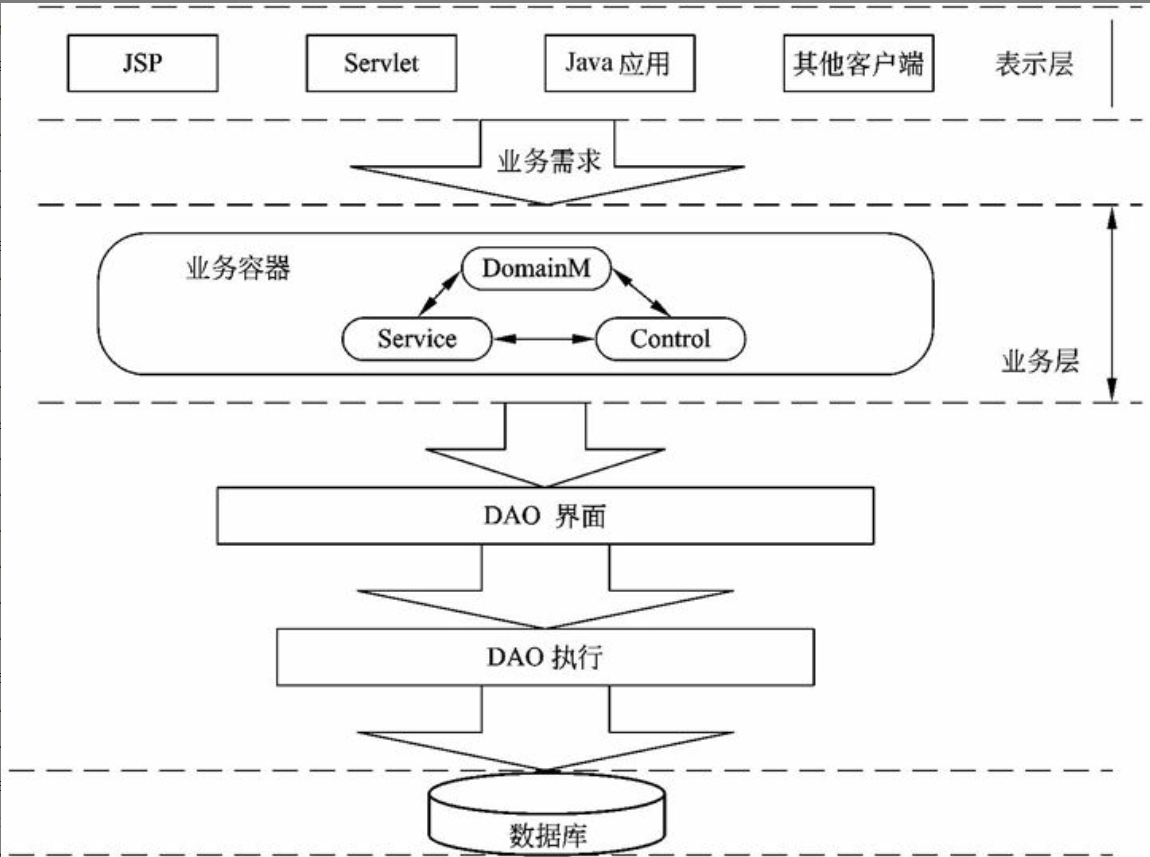 JSP
Servlet
Java 应用
其他客户端
表示层
业务需求
业务容器
DomainM
Service
Control
业务层
DAO 界面
DAO 执行
数据库